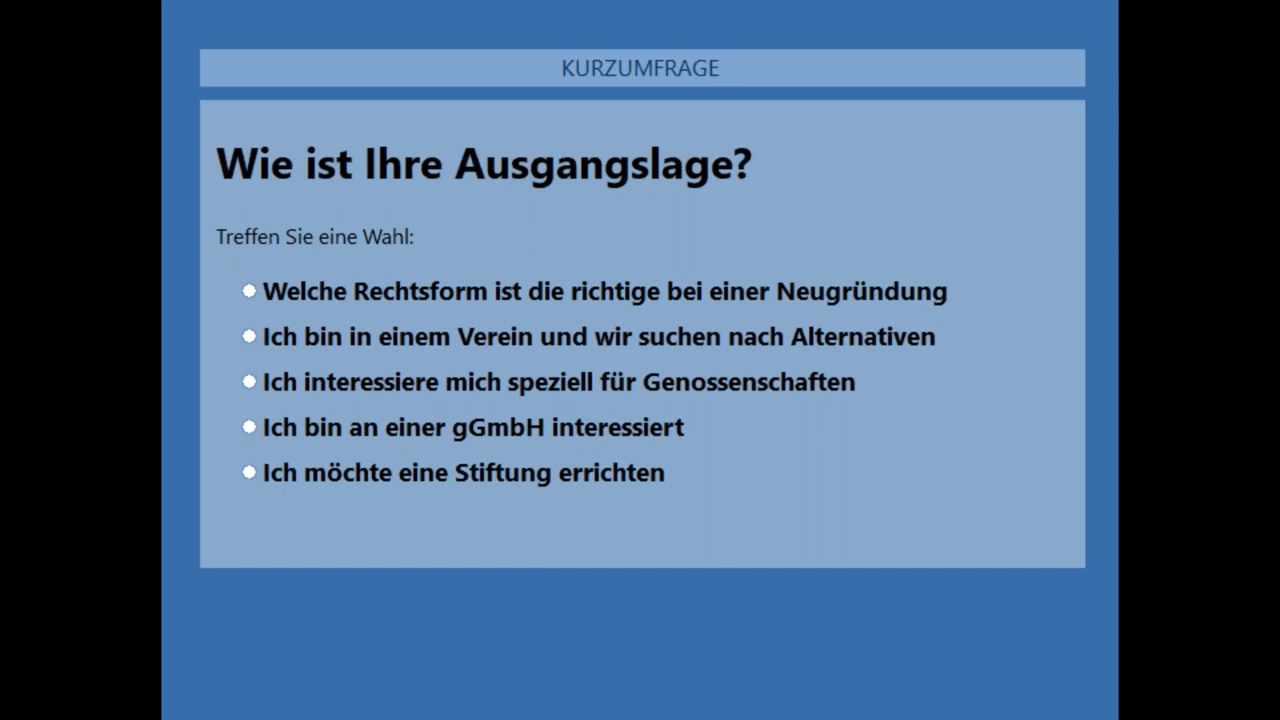 KURZUMFRAGE
Wie ist Ihre Ausgangslage?
Treffen Sie eine Wahl:
Welche Rechtsform ist die richtige bei einer Neugründung
Ich bin in einem Verein und wir suchen nach Alternativen
Ich interessiere mich speziell für Genossenschaften
Ich bin an einer gGmbH interessiert
Ich möchte eine Stiftung errichten